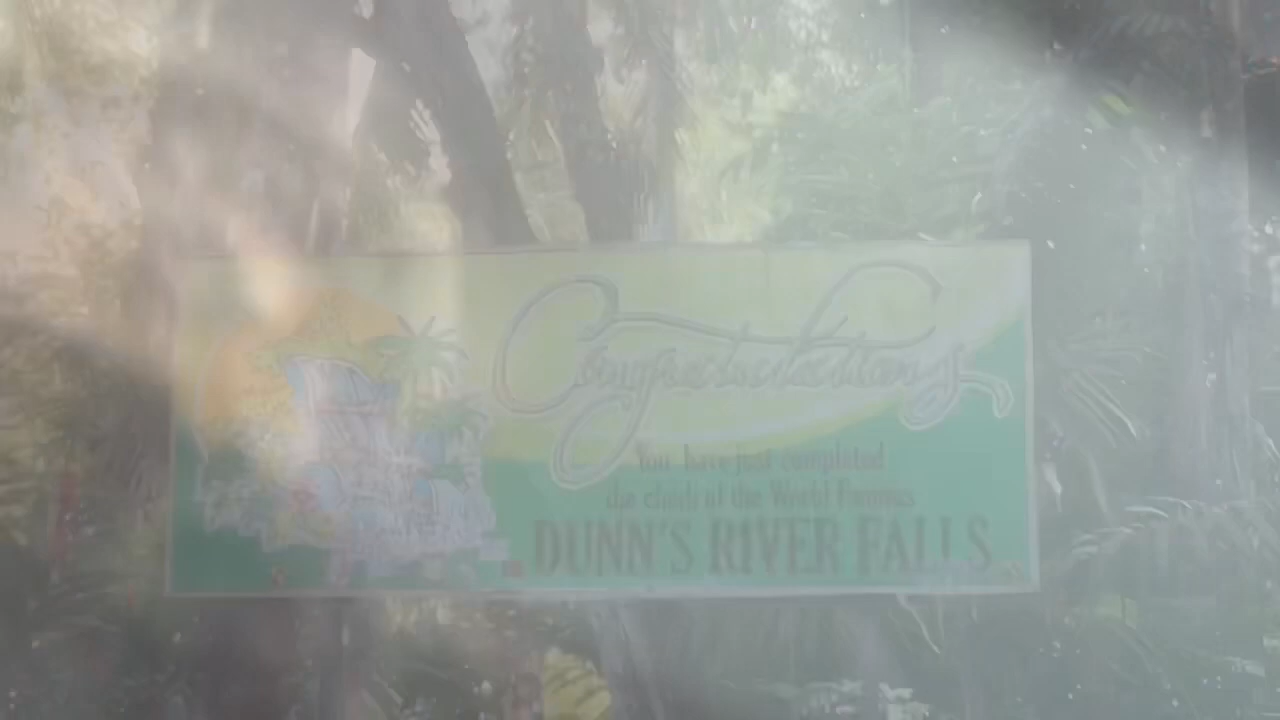 Congratulations
You have just completed
the climb of the World Famous
DUNN'S RIVER FALLS